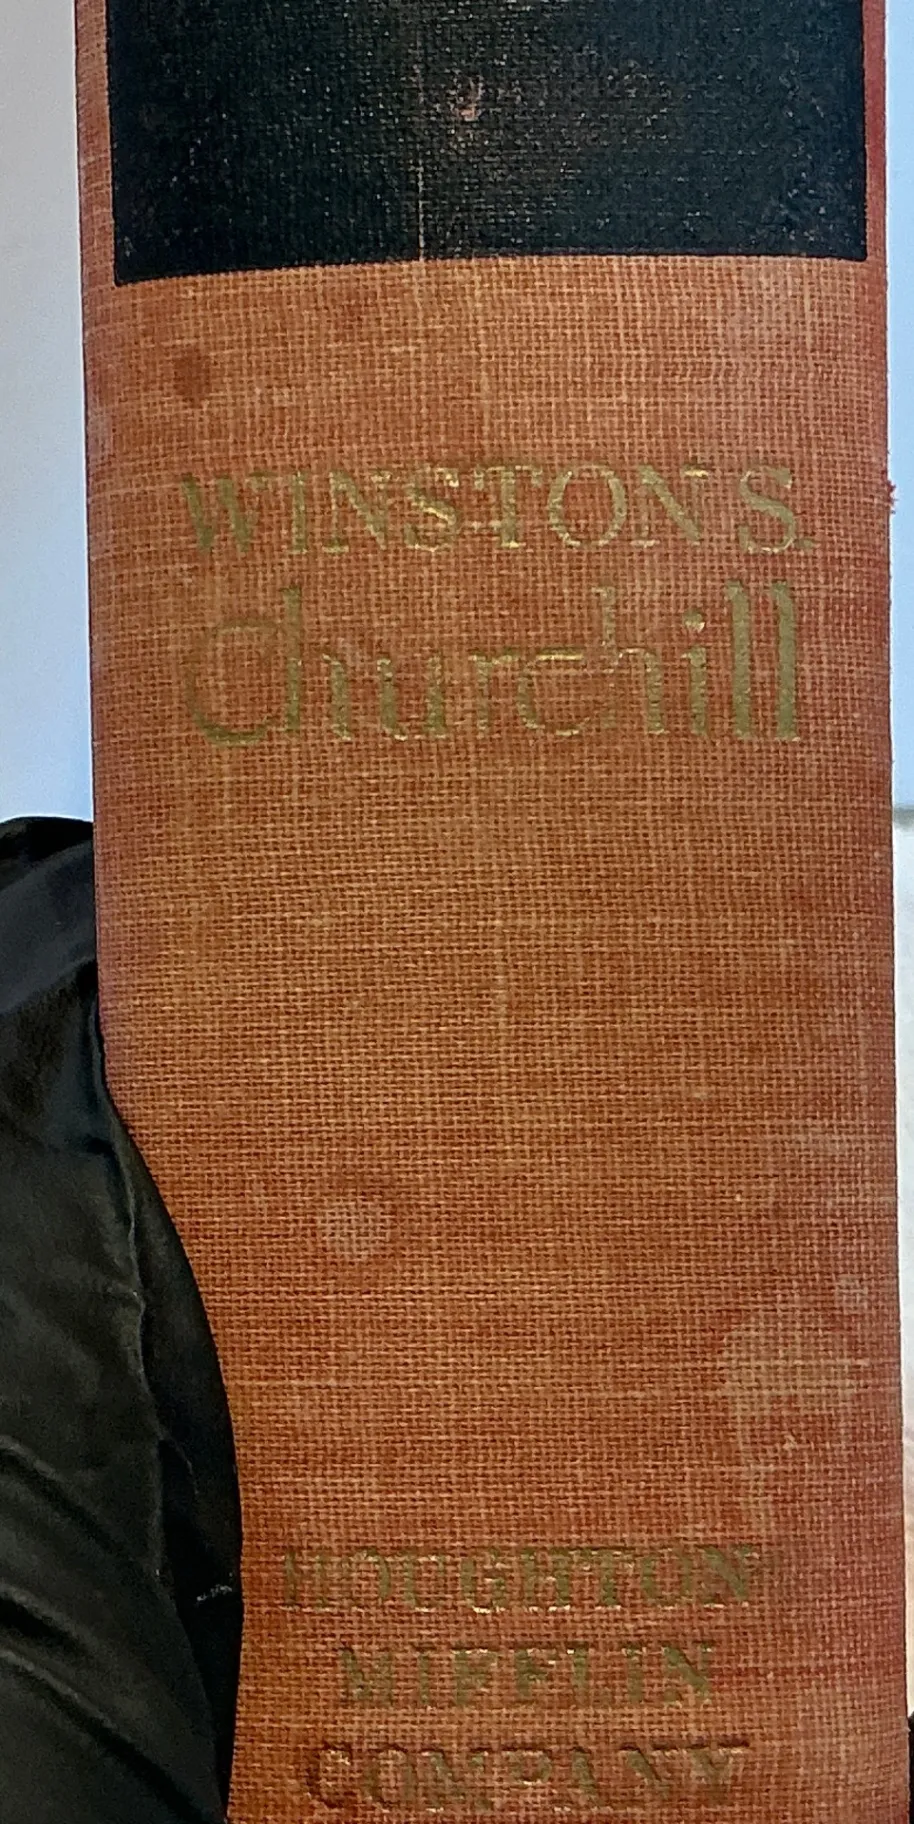 WINSTON S.
Churchill
HOUGHTON
MIFFLIN
COMPANY